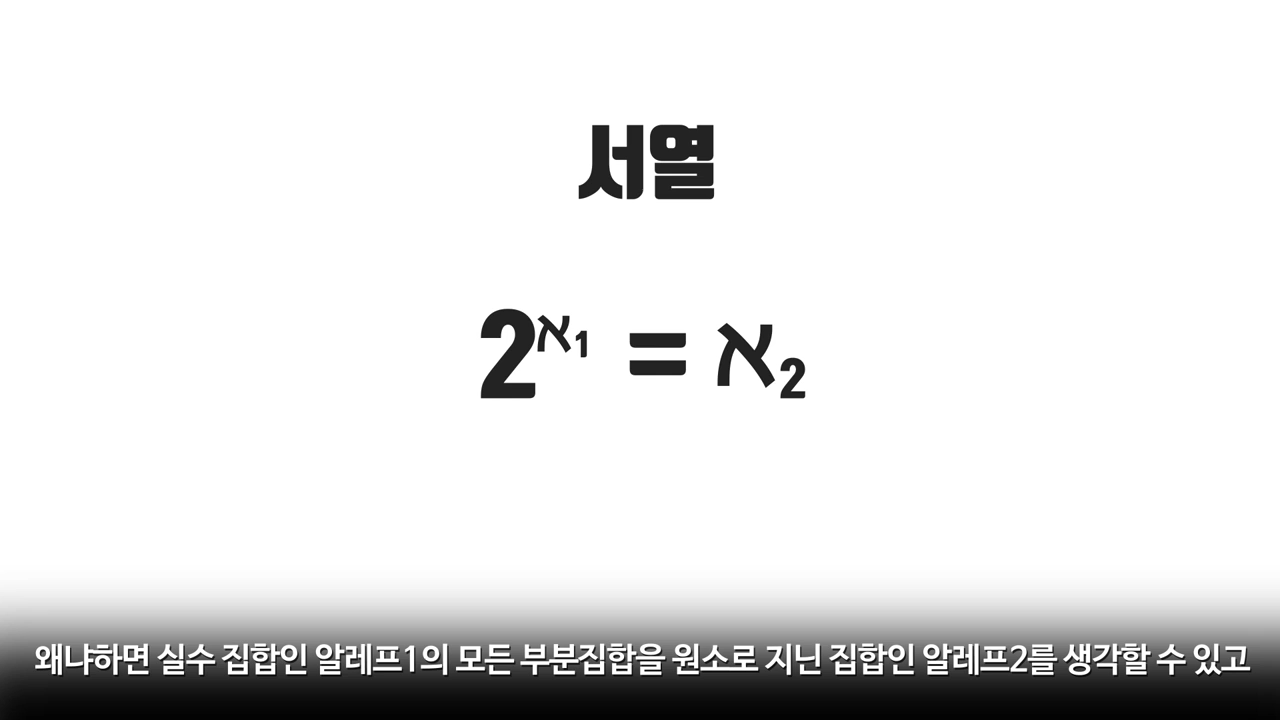 서열
2^ℵ₁ = ℵ₂
왜냐하면 실수 집합인 알레프1의 모든 부분집합을 원소로 지닌 집합인 알레프2를 생각할 수 있고